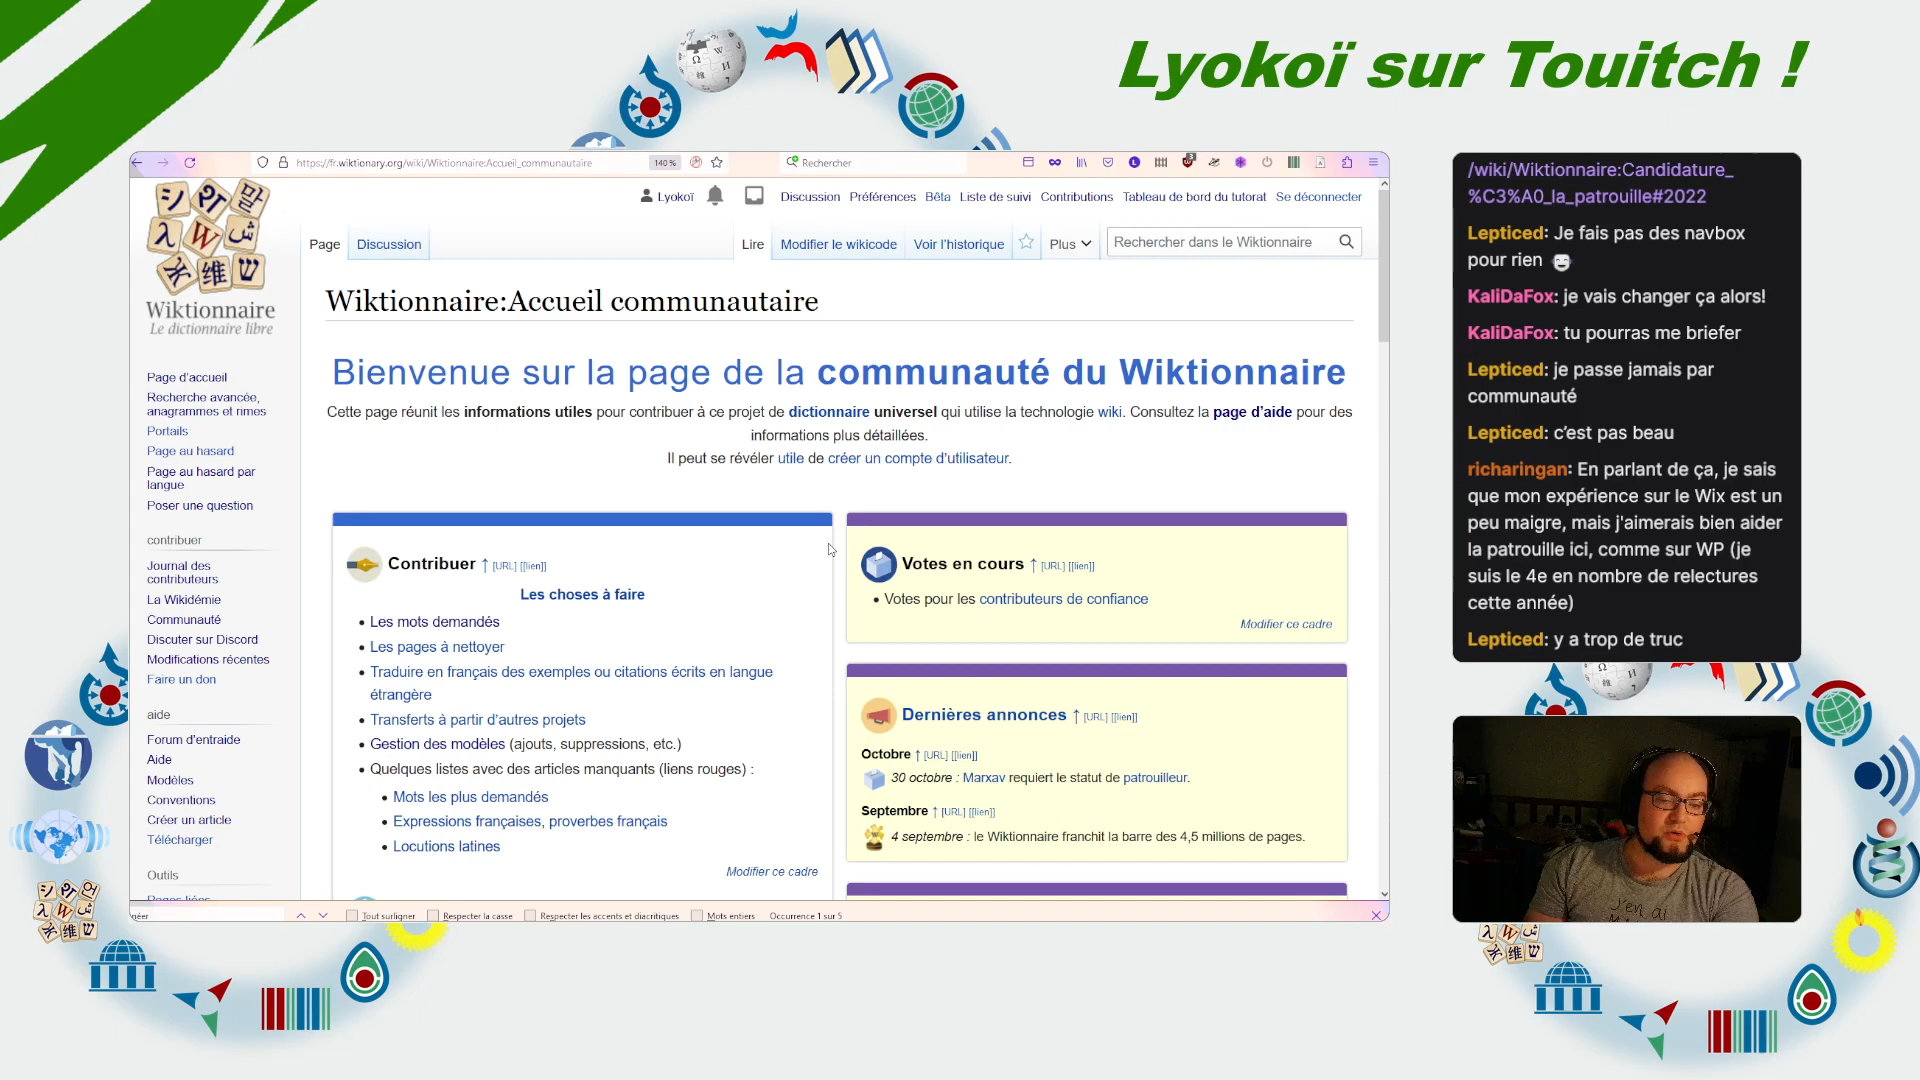 Lyokoï sur Touitch !
https://fr.wiktionary.org/wiki/Wiktionnaire:Accueil_communautaire
140 %
Rechercher
Wiktionnaire
Le dictionnaire libre
Lyokoï
Discussion
Préférences
Bêta
Liste de suivi
Contributions
Tableau de bord du tutorat
Se déconnecter
Page
Discussion
Lire
Modifier le wikicode
Voir l’historique
Plus
Rechercher dans le Wiktionnaire
Page d’accueil
Recherche avancée,
anagrammes et rimes
Portails
Page au hasard
Page au hasard par
langue
Poser une question
contribuer
Journal des
contributeurs
La Wikidémie
Communauté
Discuter sur Discord
Modifications récentes
Faire un don
aide
Forum d’entraide
Aide
Modèles
Conventions
Créer un article
Télécharger
Outils
Pages liées
Wiktionnaire:Accueil communautaire
Bienvenue sur la page de la communauté du Wiktionnaire
Cette page réunit les informations utiles pour contribuer à ce projet de dictionnaire universel qui utilise la technologie wiki. Consultez la page d’aide pour des
informations plus détaillées.
Il peut se révéler utile de créer un compte d’utilisateur.
Contribuer ↑ [URL] [[lien]]
Les choses à faire
• Les mots demandés
• Les pages à nettoyer
• Traduire en français des exemples ou citations écrits en langue
étrangère
• Transferts à partir d’autres projets
• Gestion des modèles (ajouts, suppressions, etc.)
• Quelques listes avec des articles manquants (liens rouges) :
• Mots les plus demandés
• Expressions françaises, proverbes français
• Locutions latines
Modifier ce cadre
Votes en cours ↑ [URL] [[lien]]
• Votes pour les contributeurs de confiance
Modifier ce cadre
Dernières annonces ↑ [URL] [[lien]]
Octobre ↑ [URL] [[lien]]
30 octobre : Marxav requiert le statut de patrouilleur.
Septembre ↑ [URL] [[lien]]
4 septembre : le Wiktionnaire franchit la barre des 4,5 millions de pages.
néer
Tout surligner
Respecter la casse
Respecter les accents et diacritiques
Mots entiers
Occurrence 1 sur 5
/wiki/Wiktionnaire:Candidature_
%C3%A0_la_patrouille#2022
Lepticed: Je fais pas des navbox
pour rien
KaliDaFox: je vais changer ça alors!
KaliDaFox: tu pourras me briefer
Lepticed: je passe jamais par
communauté
Lepticed: c’est pas beau
richaringan: En parlant de ça, je sais
que mon expérience sur le Wix est un
peu maigre, mais j'aimerais bien aider
la patrouille ici, comme sur WP (je
suis le 4e en nombre de relectures
cette année)
Lepticed: y a trop de truc
J'en ai